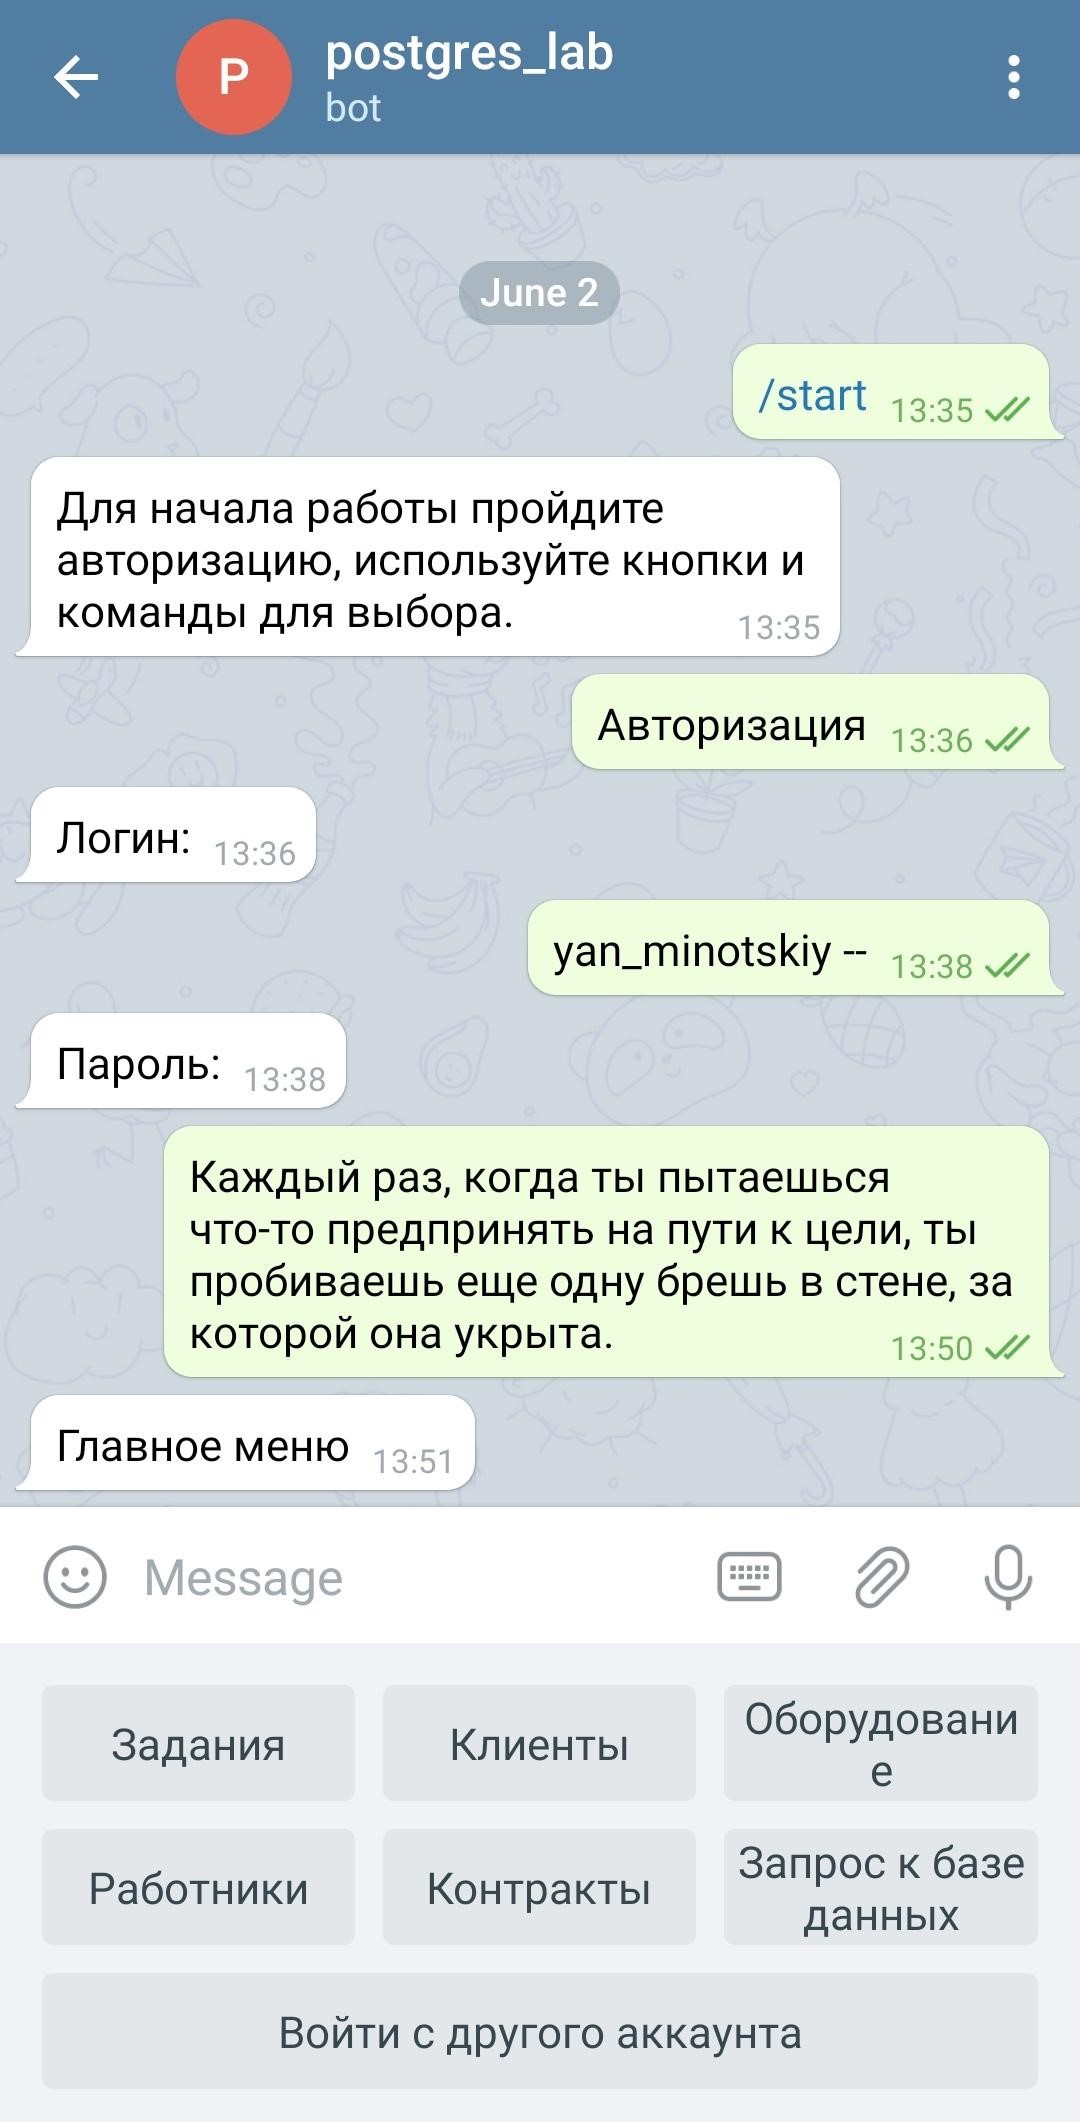 P
postgres_lab
bot
June 2
/start 13:35
Для начала работы пройдите
авторизацию, используйте кнопки и
команды для выбора. 13:35
Авторизация 13:36
Логин: 13:36
yan_minotskiy -- 13:38
Пароль: 13:38
Каждый раз, когда ты пытаешься
что-то предпринять на пути к цели, ты
пробиваешь еще одну брешь в стене, за
которой она укрыта. 13:50
Главное меню 13:51
Message
Задания Клиенты Оборудовани
е
Работники Контракты Запрос к базе
данных
Войти с другого аккаунта